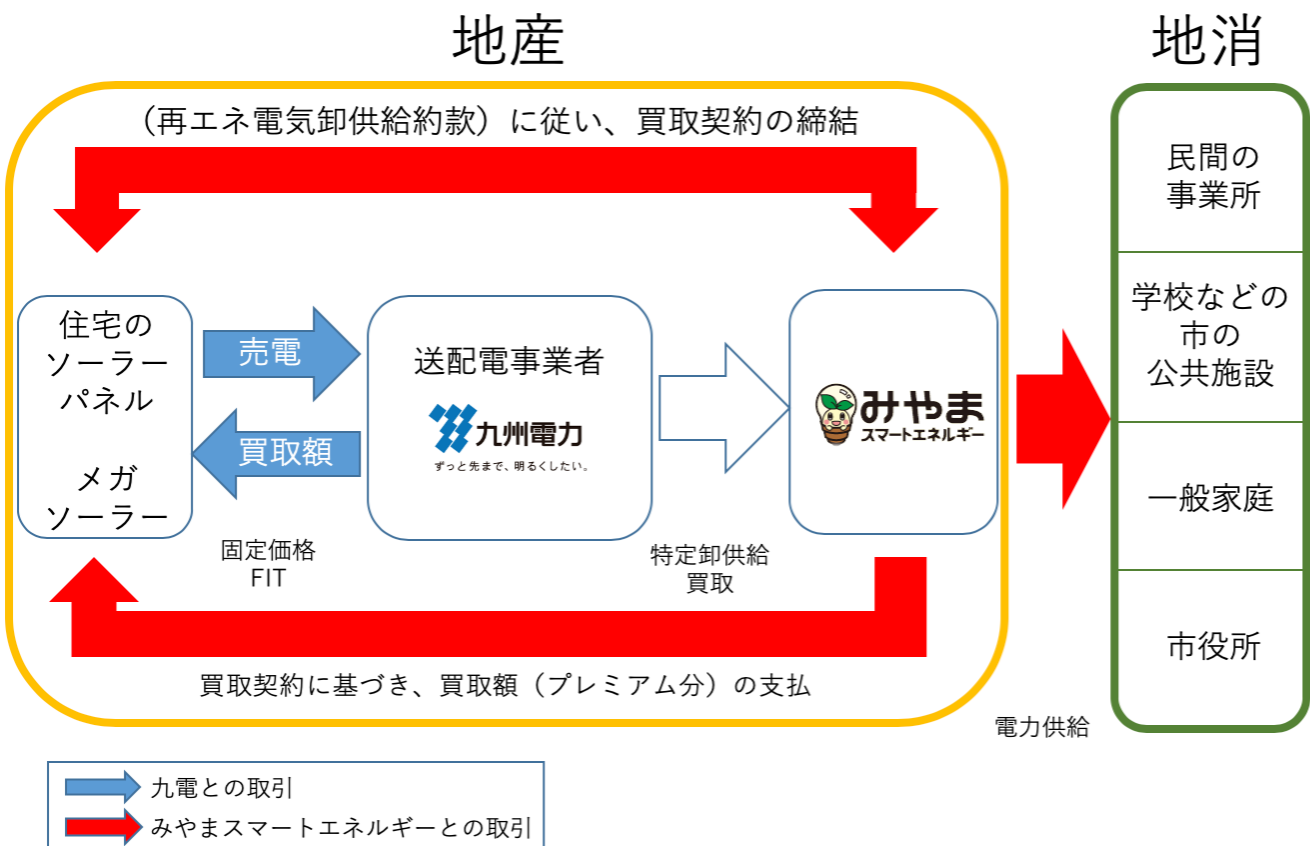 地産
地消
（再エネ電気卸供給約款）に従い、買取契約の締結
住宅の
ソーラー
パネル
メガ
ソーラー
売電
買取額
固定価格
FIT
送配電事業者
九州電力
ずっと先まで、明るくしたい。
特定卸供給
買取
みやま
スマートエネルギー
買取契約に基づき、買取額（プレミアム分）の支払
電力供給
民間の
事業所
学校などの
市の
公共施設
一般家庭
市役所
九電との取引
みやまスマートエネルギーとの取引